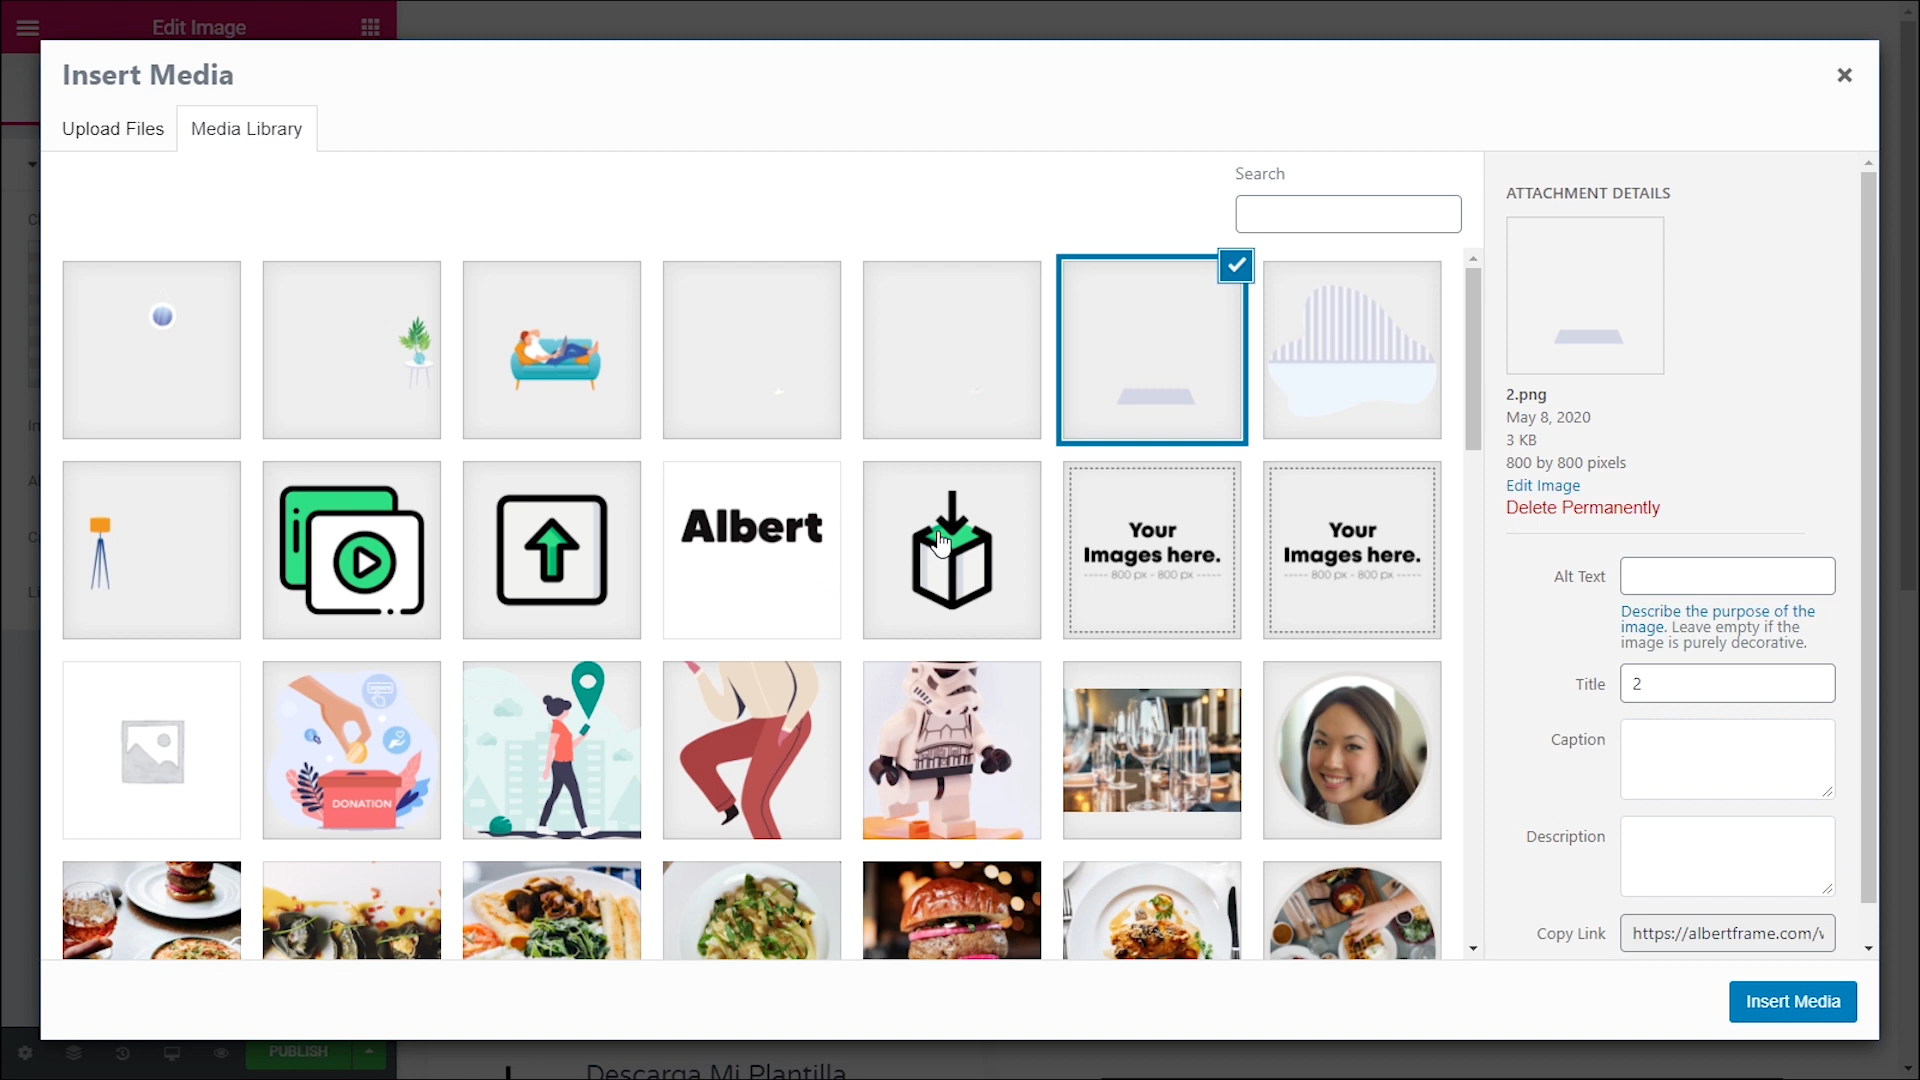 Edit Image
Insert Media
Upload Files
Media Library
Search
ATTACHMENT DETAILS
2.png
May 8, 2020
3 KB
800 by 800 pixels
Edit Image
Delete Permanently
Albert
Your
Images here.
800 px - 800 px
Your
Images here.
800 px - 800 px
Alt Text
Describe the purpose of the
image. Leave empty if the
image is purely decorative.
Title
2
DONATION
Caption
Description
Copy Link
https://albertframe.com/
Insert Media
PUBLISH
Descarga Mi Plantilla